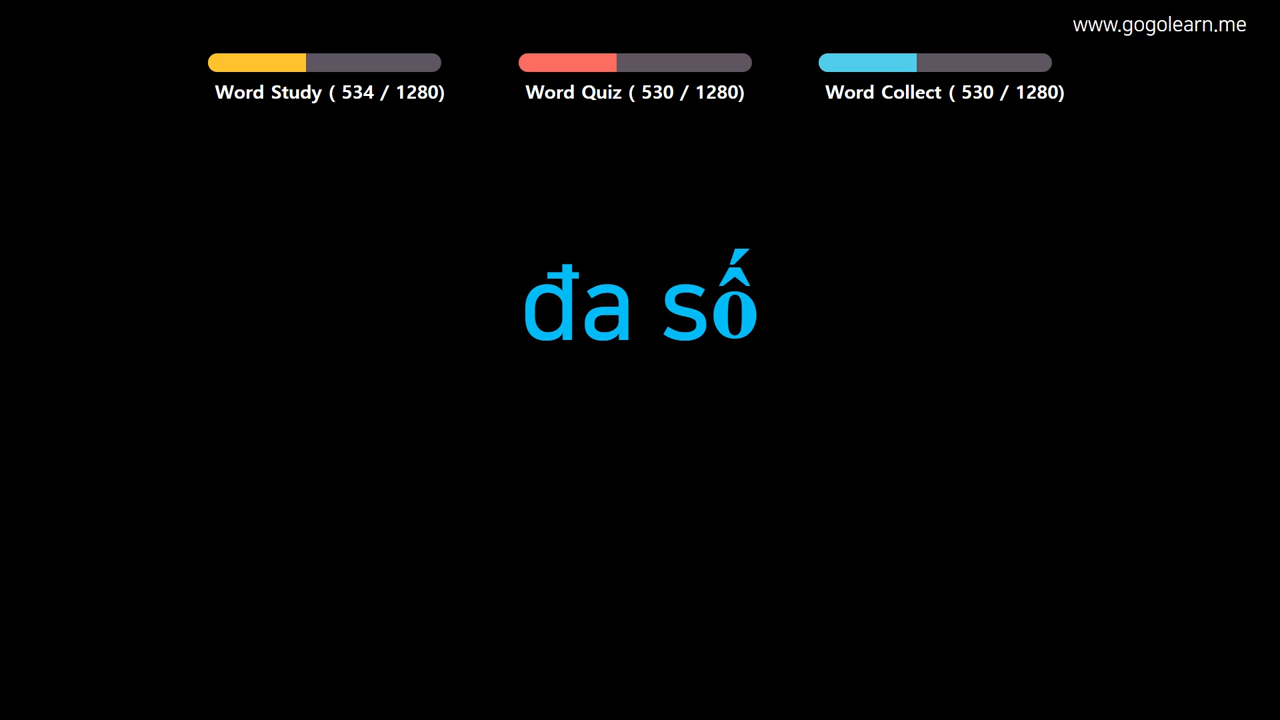 www.gogolearn.me
Word Study ( 534 / 1280)
Word Quiz ( 530 / 1280)
Word Collect ( 530 / 1280)
đa số